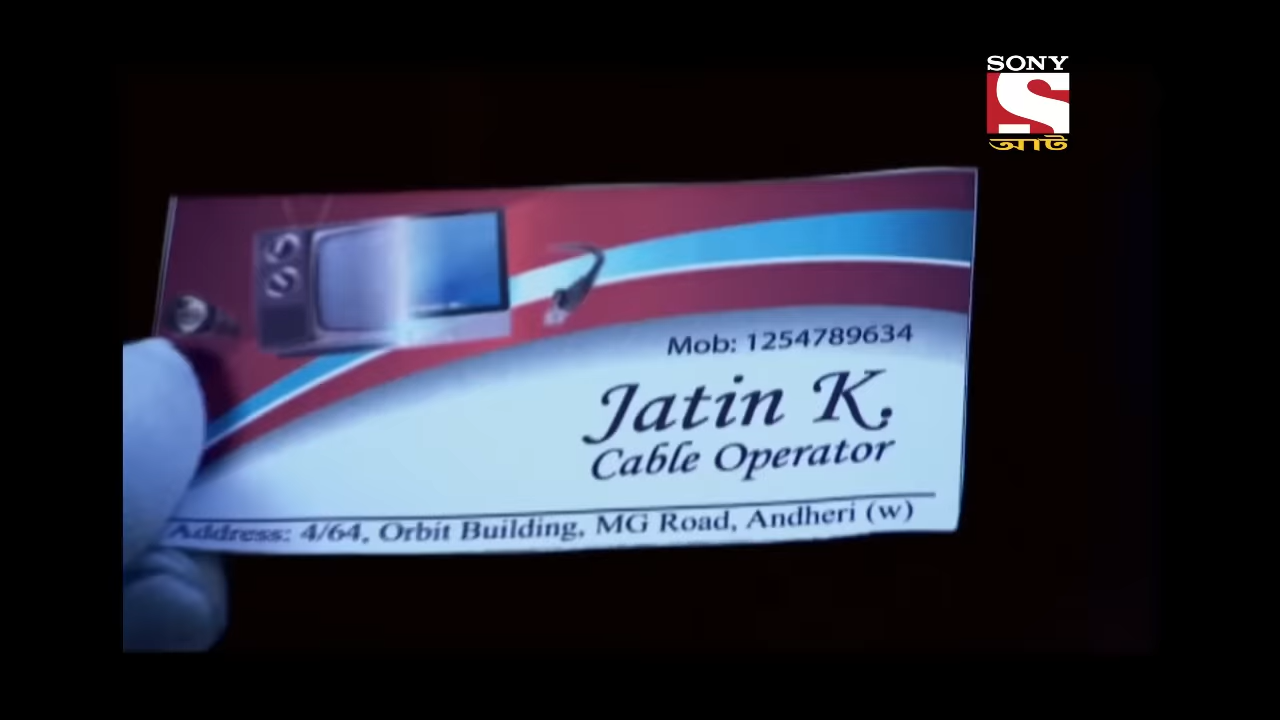 SONY
আট
Mob: 1254789634
Jatin K.
Cable Operator
Address: 4/64, Orbit Building, MG Road, Andheri (w)